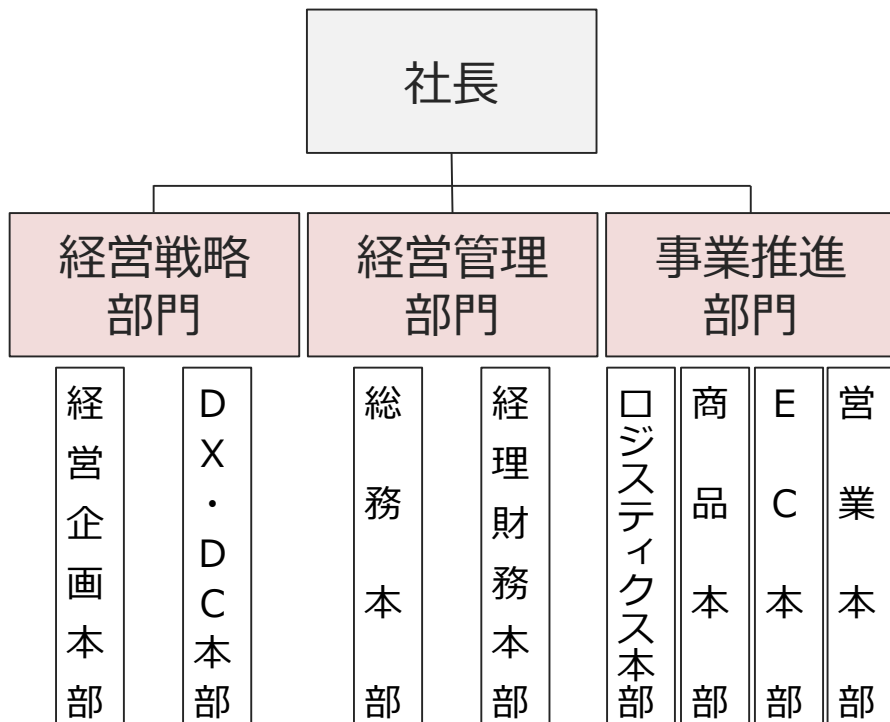 社長
経営戦略
部門
経営管理
部門
事業推進
部門
経営企画本部
DX・DC本部
総務本部
経理財務本部
ロジスティクス本部
商品本部
EC本部
営業本部